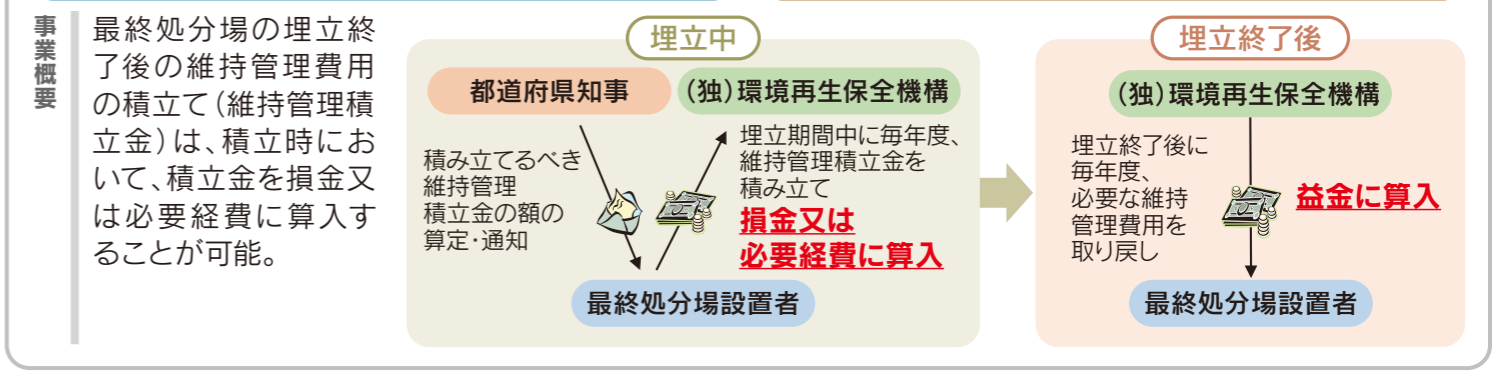 事業概要
最終処分場の埋立終
了後の維持管理費用
の積立て（維持管理積
立金）は、積立時にお
いて、積立金を損金又
は必要経費に算入す
ることが可能。
埋立中
都道府県知事
（独）環境再生保全機構
積み立てるべき
維持管理
積立金の額の
算定・通知
埋立期間中に毎年度、
維持管理積立金を
積み立て
損金又は
必要経費に算入
最終処分場設置者
埋立終了後
（独）環境再生保全機構
埋立終了後に
毎年度、
必要な維持
管理費用を
取り戻し
益金に算入
最終処分場設置者